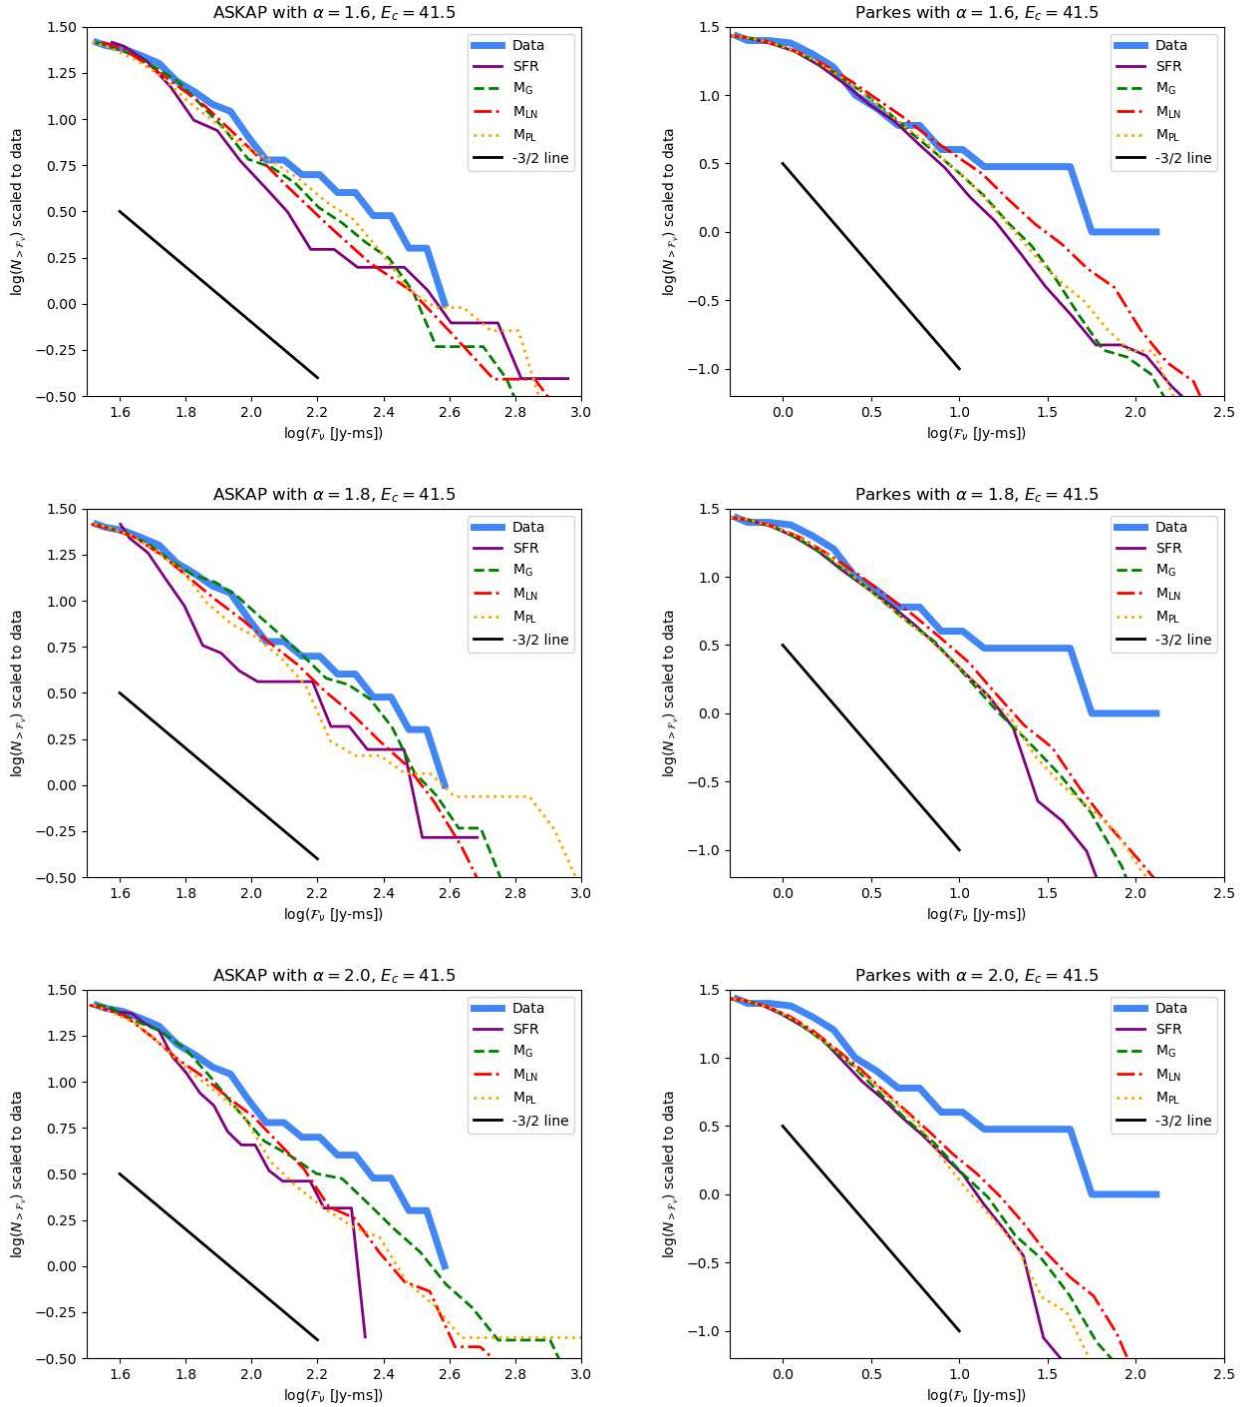 ASKAP with α = 1.6, E_c = 41.5
log(N_{>F_ν}) scaled to data
1.50
1.25
1.00
0.75
0.50
0.25
0.00
−0.25
−0.50
Data
SFR
M_G
M_LN
M_PL
-3/2 line
1.6 1.8 2.0 2.2 2.4 2.6 2.8 3.0
log(F_ν [Jy-ms])
Parkes with α = 1.6, E_c = 41.5
log(N_{>F_ν}) scaled to data
1.5
1.0
0.5
0.0
−0.5
−1.0
Data
SFR
M_G
M_LN
M_PL
-3/2 line
0.0 0.5 1.0 1.5 2.0 2.5
log(F_ν [Jy-ms])
ASKAP with α = 1.8, E_c = 41.5
log(N_{>F_ν}) scaled to data
1.50
1.25
1.00
0.75
0.50
0.25
0.00
−0.25
−0.50
Data
SFR
M_G
M_LN
M_PL
-3/2 line
1.6 1.8 2.0 2.2 2.4 2.6 2.8 3.0
log(F_ν [Jy-ms])
Parkes with α = 1.8, E_c = 41.5
log(N_{>F_ν}) scaled to data
1.5
1.0
0.5
0.0
−0.5
−1.0
Data
SFR
M_G
M_LN
M_PL
-3/2 line
0.0 0.5 1.0 1.5 2.0 2.5
log(F_ν [Jy-ms])
ASKAP with α = 2.0, E_c = 41.5
log(N_{>F_ν}) scaled to data
1.50
1.25
1.00
0.75
0.50
0.25
0.00
−0.25
−0.50
Data
SFR
M_G
M_LN
M_PL
-3/2 line
1.6 1.8 2.0 2.2 2.4 2.6 2.8 3.0
log(F_ν [Jy-ms])
Parkes with α = 2.0, E_c = 41.5
log(N_{>F_ν}) scaled to data
1.5
1.0
0.5
0.0
−0.5
−1.0
Data
SFR
M_G
M_LN
M_PL
-3/2 line
0.0 0.5 1.0 1.5 2.0 2.5
log(F_ν [Jy-ms])